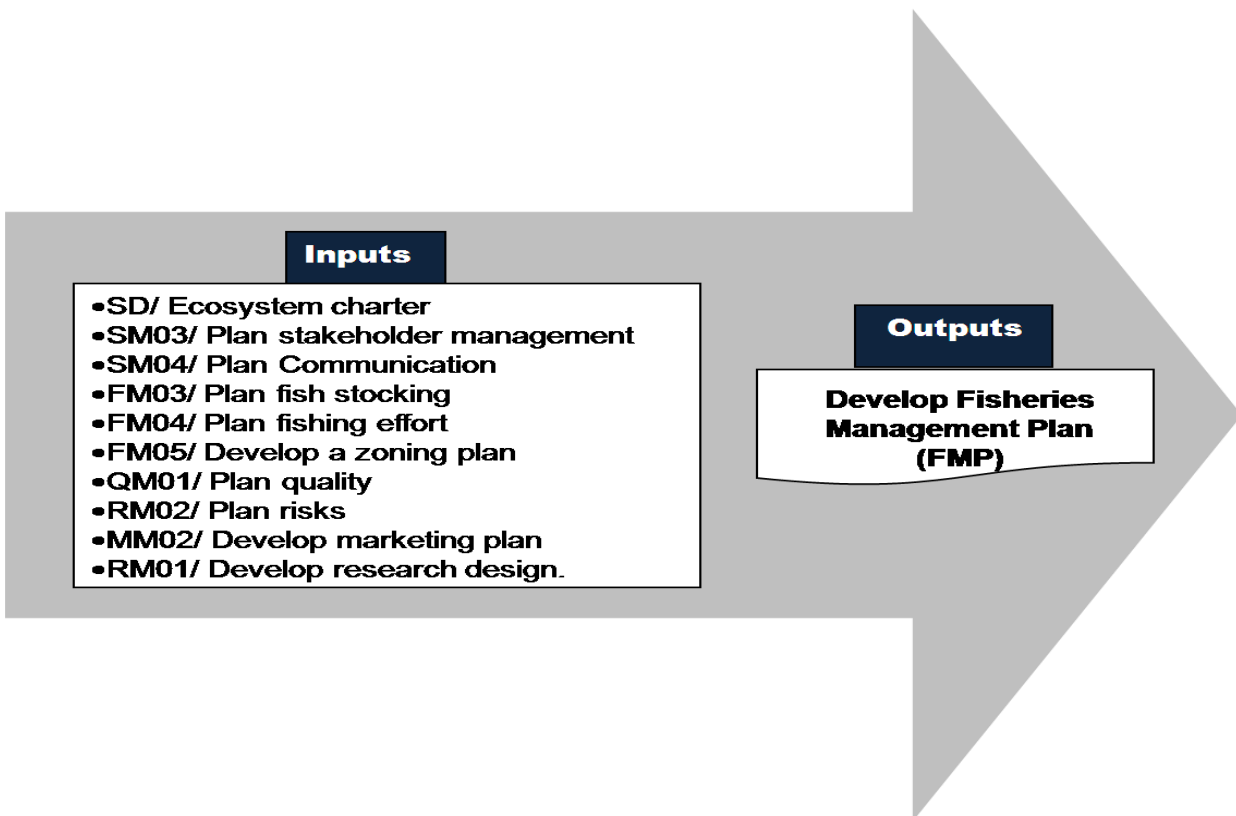 Inputs
•SD/ Ecosystem charter
•SM03/ Plan stakeholder management
•SM04/ Plan Communication
•FM03/ Plan fish stocking
•FM04/ Plan fishing effort
•FM05/ Develop a zoning plan
•QM01/ Plan quality
•RM02/ Plan risks
•MM02/ Develop marketing plan
•RM01/ Develop research design.
Outputs
Develop Fisheries
Management Plan
(FMP)